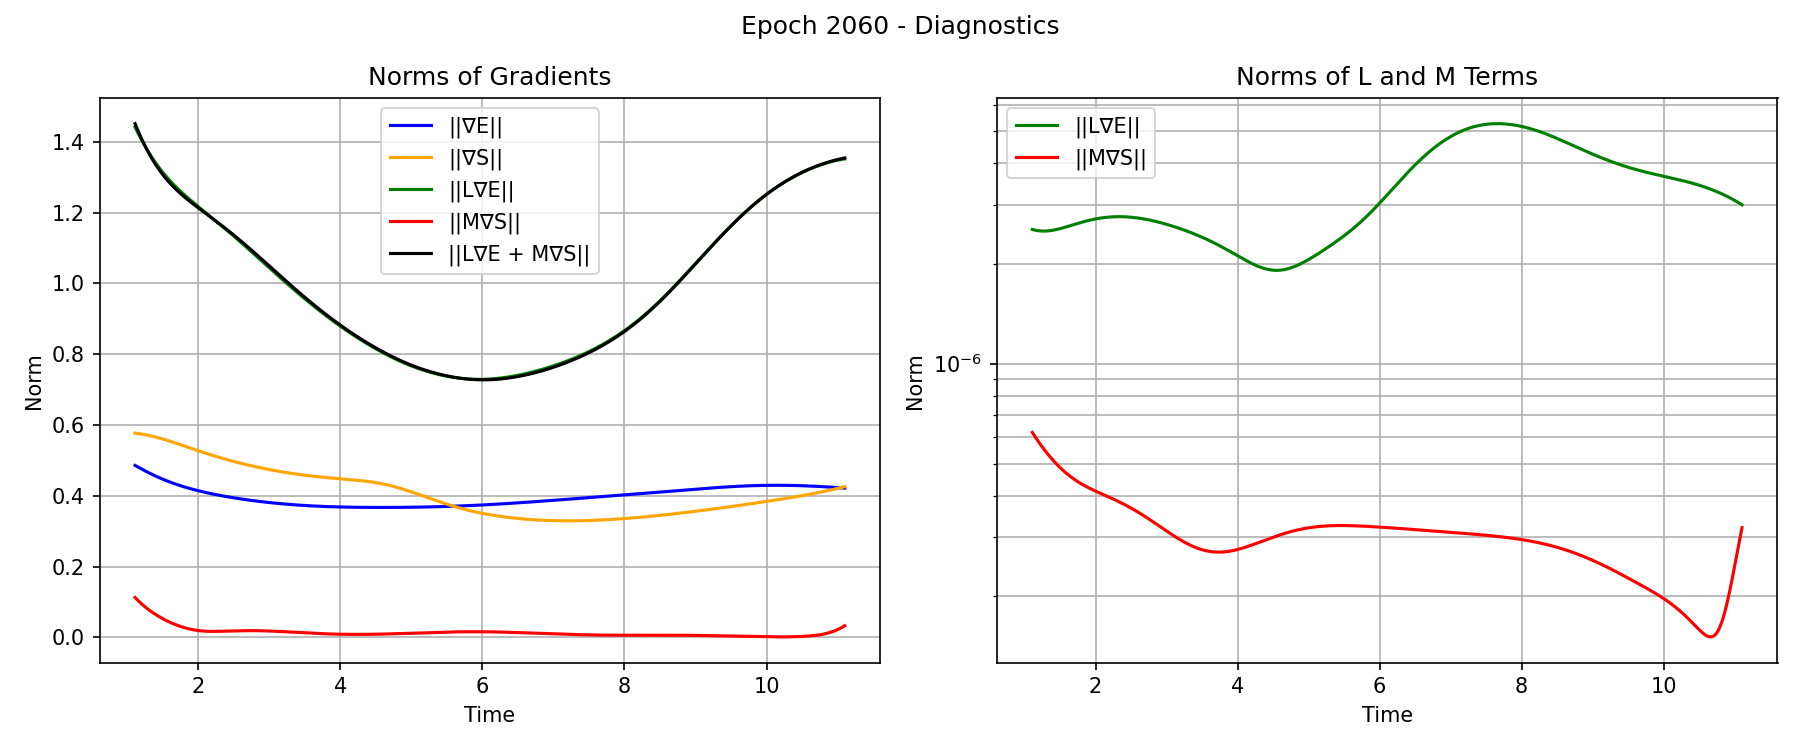 Epoch 2060 - Diagnostics
Norms of Gradients
||∇E||
||∇S||
||L∇E||
||M∇S||
||L∇E + M∇S||
1.4
1.2
1.0
0.8
0.6
0.4
0.2
0.0
Norm
2 4 6 8 10
Time
Norms of L and M Terms
||L∇E||
||M∇S||
10⁻⁶
Norm
2 4 6 8 10
Time